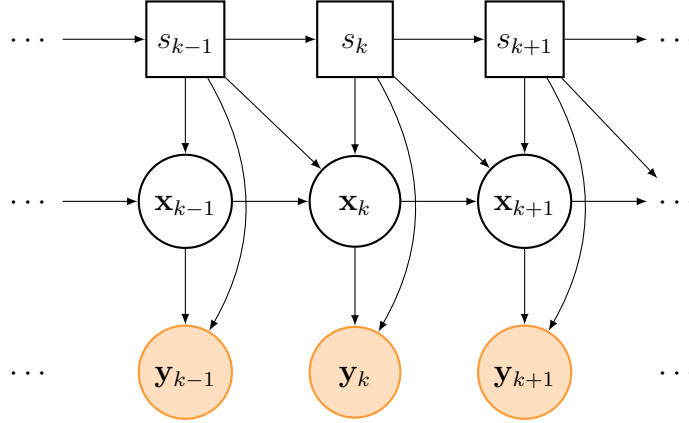 … s_{k−1} s_k s_{k+1} …
… 𝐱_{k−1} 𝐱_k 𝐱_{k+1} …
… 𝐲_{k−1} 𝐲_k 𝐲_{k+1} …